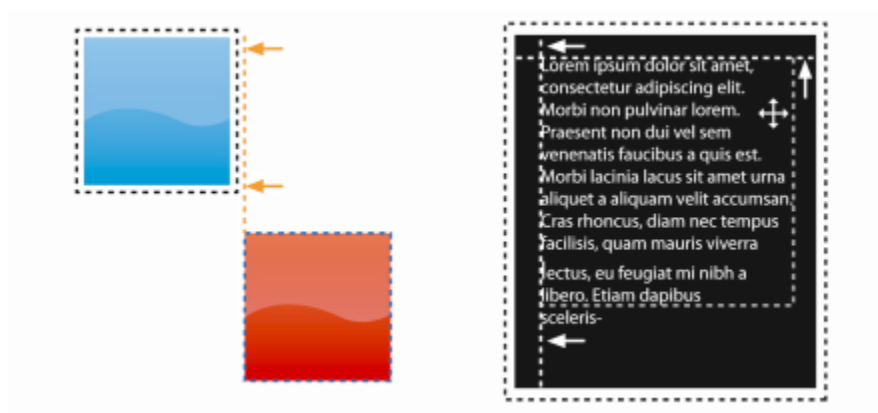 Lorem ipsum dolor sit amet,
consectetur adipiscing elit.
Morbi non pulvinar lorem.
Praesent non dui vel sem
venenatis faucibus a quis est.
Morbi lacinia lacus sit amet urna
aliquet a aliquam velit accumsan.
Cras rhoncus, diam nec tempus
facilisis, quam mauris viverra
lectus, eu feugiat mi nibh a
libero. Etiam dapibus
sceleris-